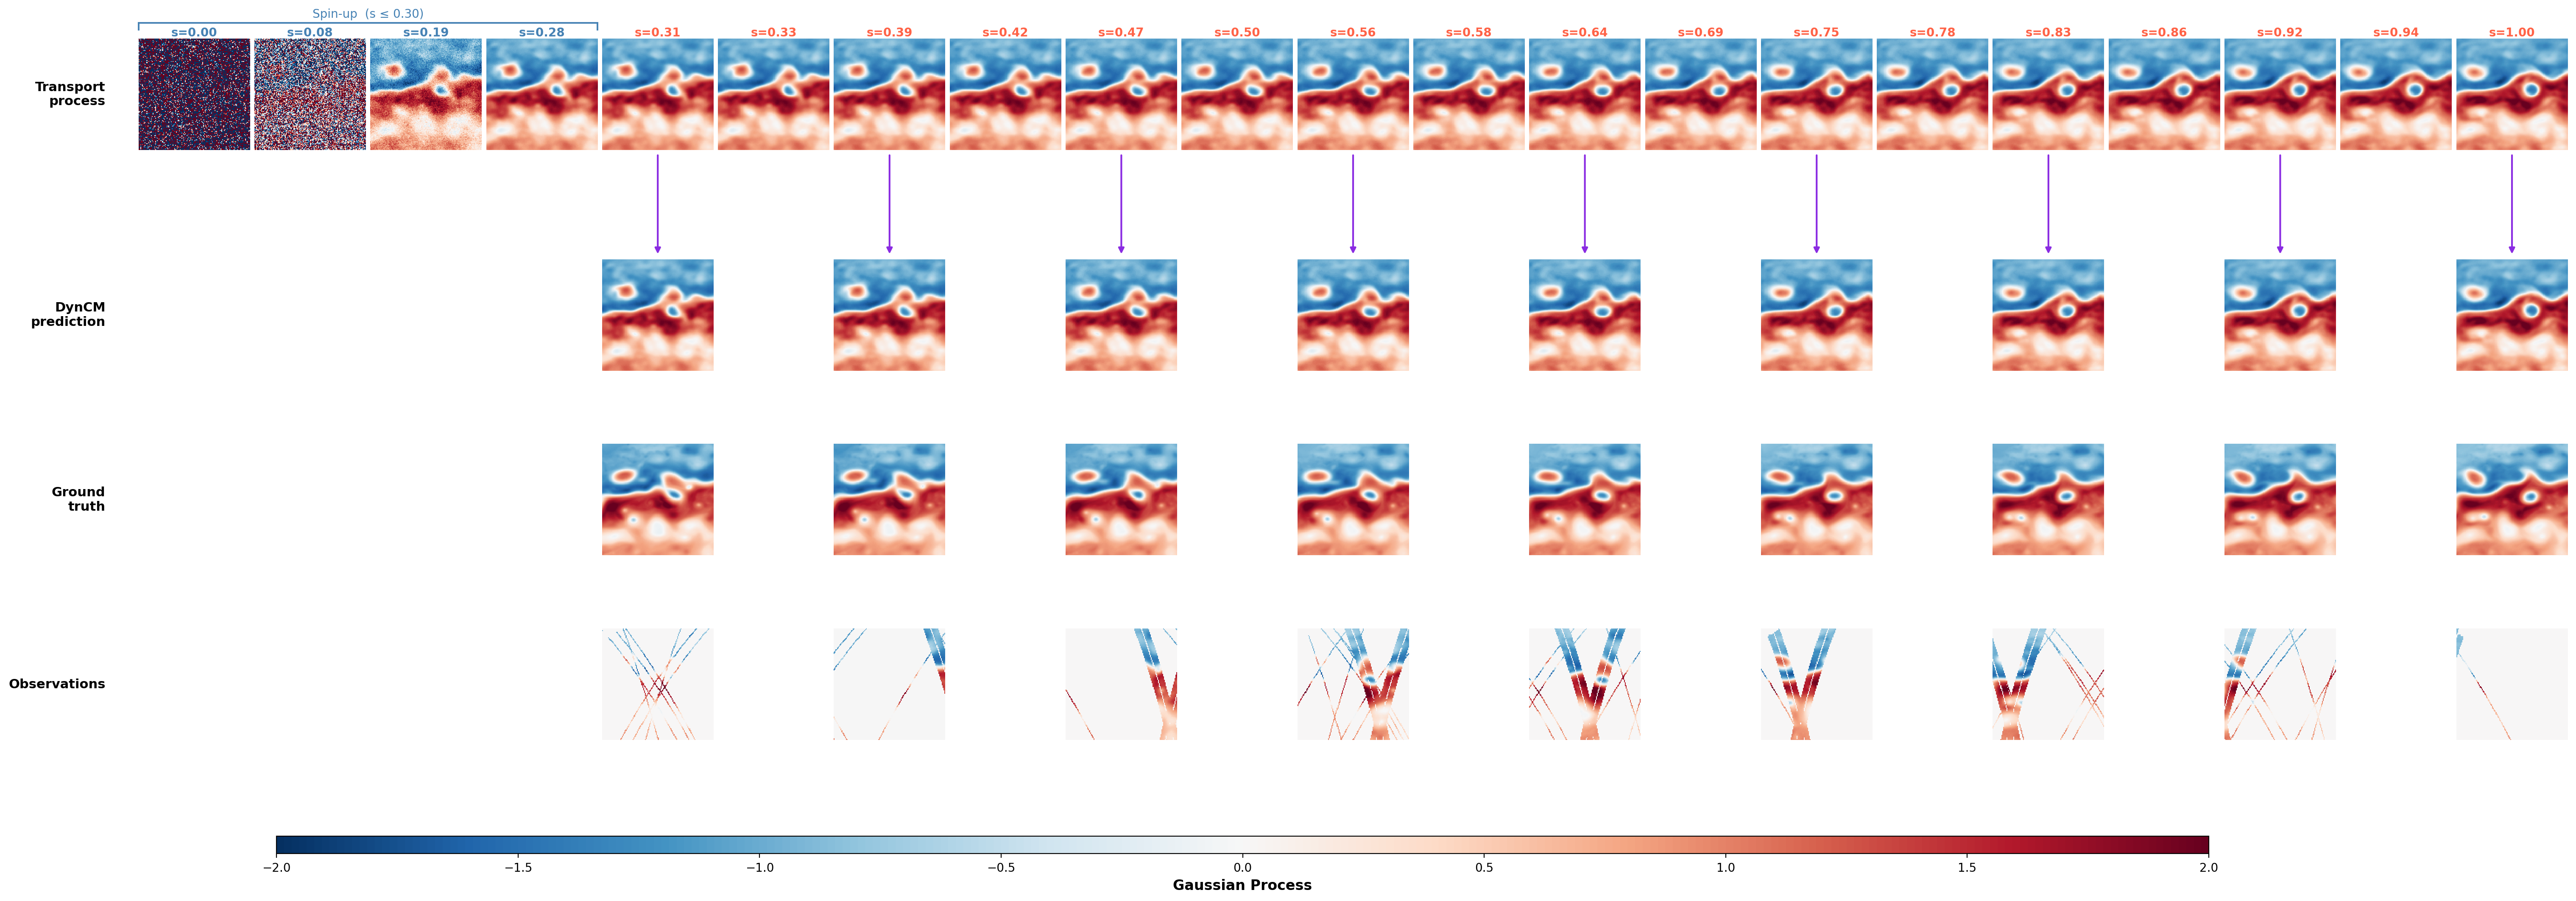 Spin-up  (s ≤ 0.30)
s=0.00 s=0.08 s=0.19 s=0.28 s=0.31 s=0.33 s=0.39 s=0.42 s=0.47 s=0.50 s=0.56 s=0.58 s=0.64 s=0.69 s=0.75 s=0.78 s=0.83 s=0.86 s=0.92 s=0.94 s=1.00
Transport
process
DynCM
prediction
Ground
truth
Observations
−2.0 −1.5 −1.0 −0.5 0.0 0.5 1.0 1.5 2.0
Gaussian Process